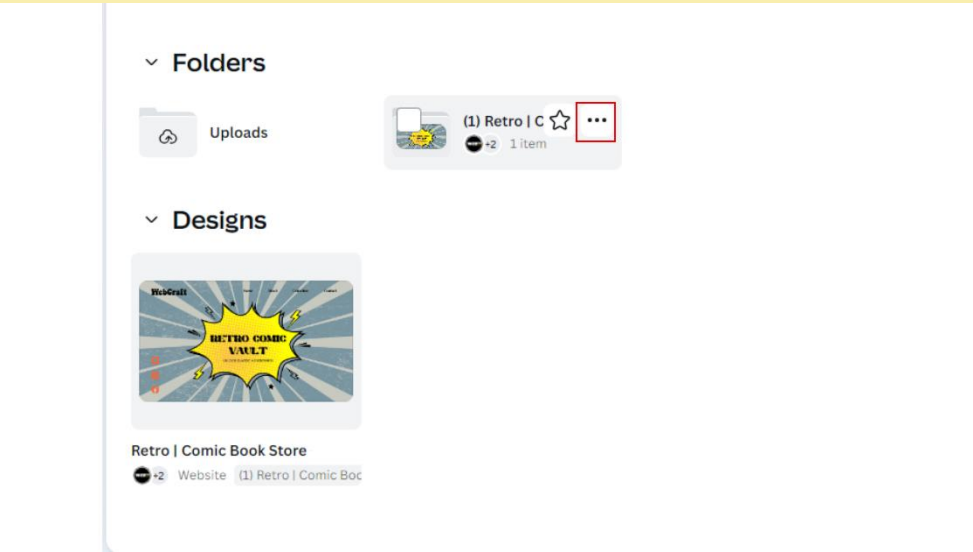 Folders
Uploads
(1) Retro | C
+2 1 item
Designs
WebCraft
RETRO COMIC
VAULT
Retro | Comic Book Store
+2 Website (1) Retro | Comic Boo